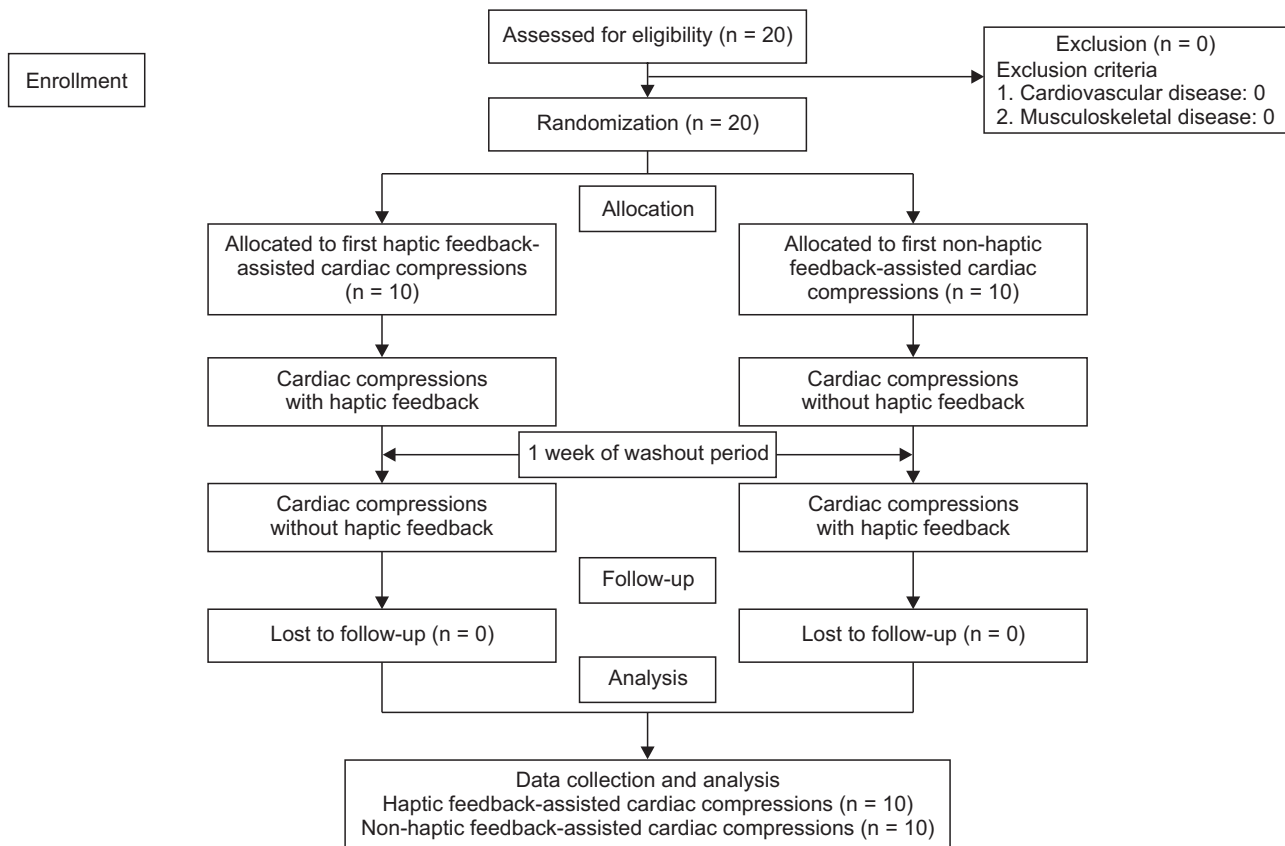 Assessed for eligibility (n = 20)
Exclusion (n = 0)
Exclusion criteria
1. Cardiovascular disease: 0
2. Musculoskeletal disease: 0
Enrollment
Randomization (n = 20)
Allocation
Allocated to first haptic feedback-
assisted cardiac compressions
(n = 10)
Allocated to first non-haptic
feedback-assisted cardiac
compressions (n = 10)
Cardiac compressions
with haptic feedback
Cardiac compressions
without haptic feedback
1 week of washout period
Cardiac compressions
without haptic feedback
Cardiac compressions
with haptic feedback
Follow-up
Lost to follow-up (n = 0)
Lost to follow-up (n = 0)
Analysis
Data collection and analysis
Haptic feedback-assisted cardiac compressions (n = 10)
Non-haptic feedback-assisted cardiac compressions (n = 10)